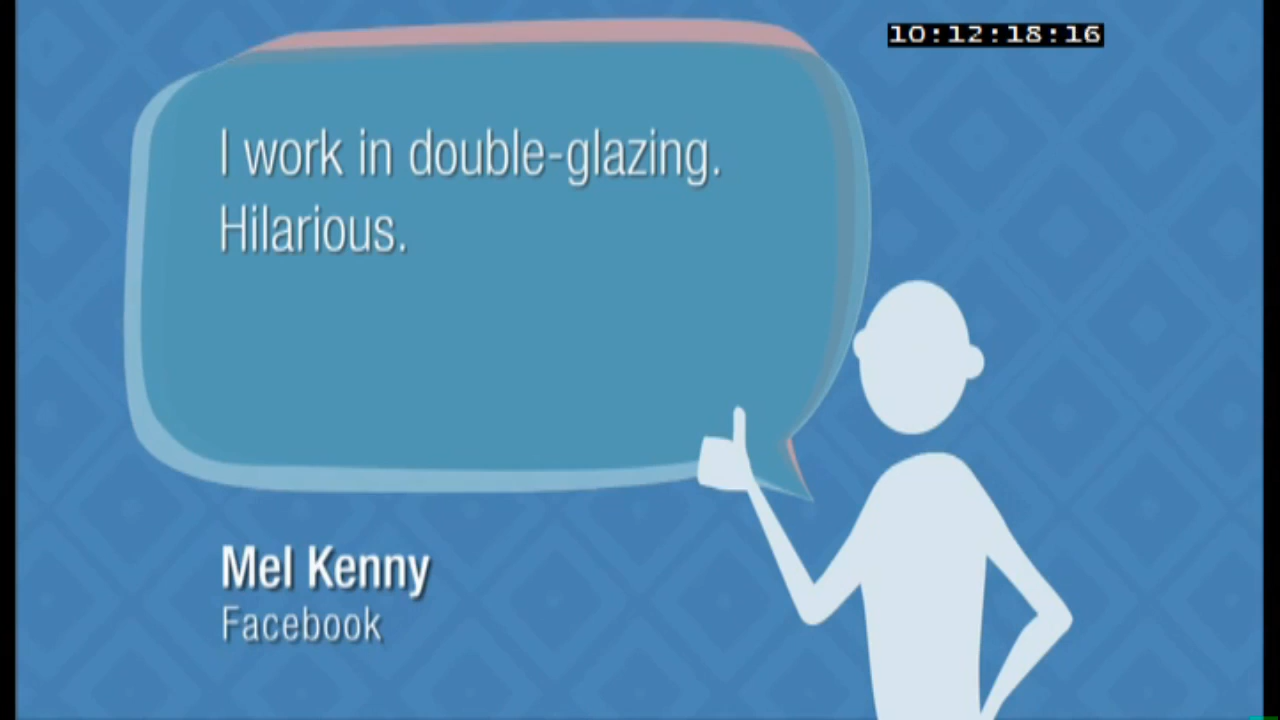 10:12:18:16
I work in double-glazing.
Hilarious.
Mel Kenny
Facebook